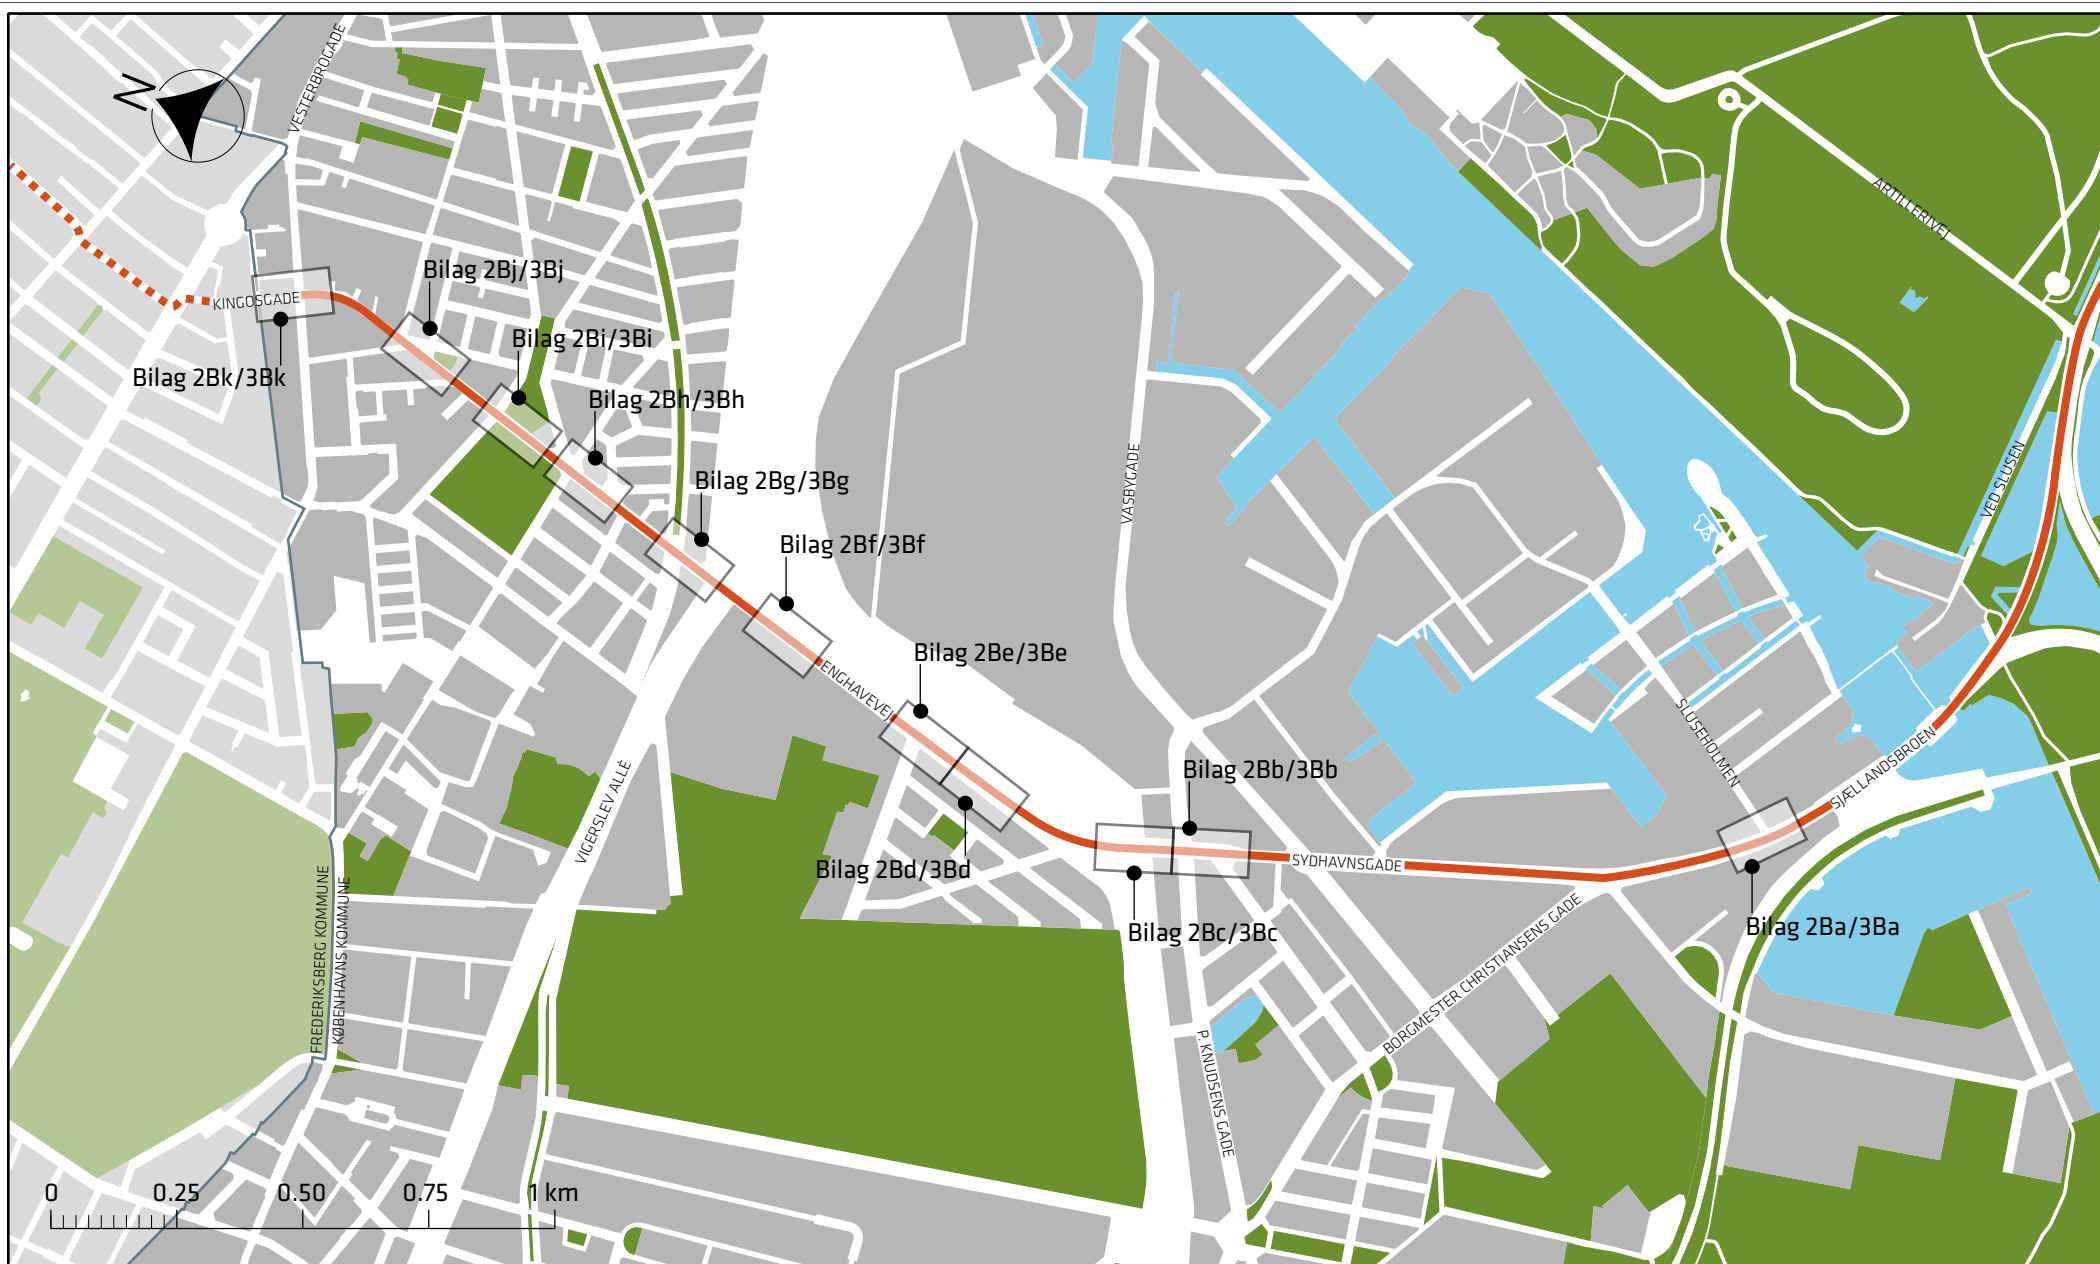 N
VESTERBROGADE
ARTILLERIVEJ
Bilag 2Bj/3Bj
KINGOSGADE
Bilag 2Bi/3Bi
Bilag 2Bk/3Bk
Bilag 2Bh/3Bh
VASBYGADE
VED SLUSEN
Bilag 2Bg/3Bg
Bilag 2Bf/3Bf
Bilag 2Be/3Be
ENGHAVEVEJ
SLUSEHOLMEN
SJÆLLANDSBROEN
Bilag 2Bb/3Bb
VIGERSLEV ALLÈ
Bilag 2Bd/3Bd
SYDHAVNSGADE
Bilag 2Bc/3Bc
Bilag 2Ba/3Ba
FREDERIKSBERG KOMMUNE
KØBENHAVNS KOMMUNE
BORGMESTER CHRISTIANSENS GADE
P. KNUDSENS GADE
0 0.25 0.50 0.75 1 km